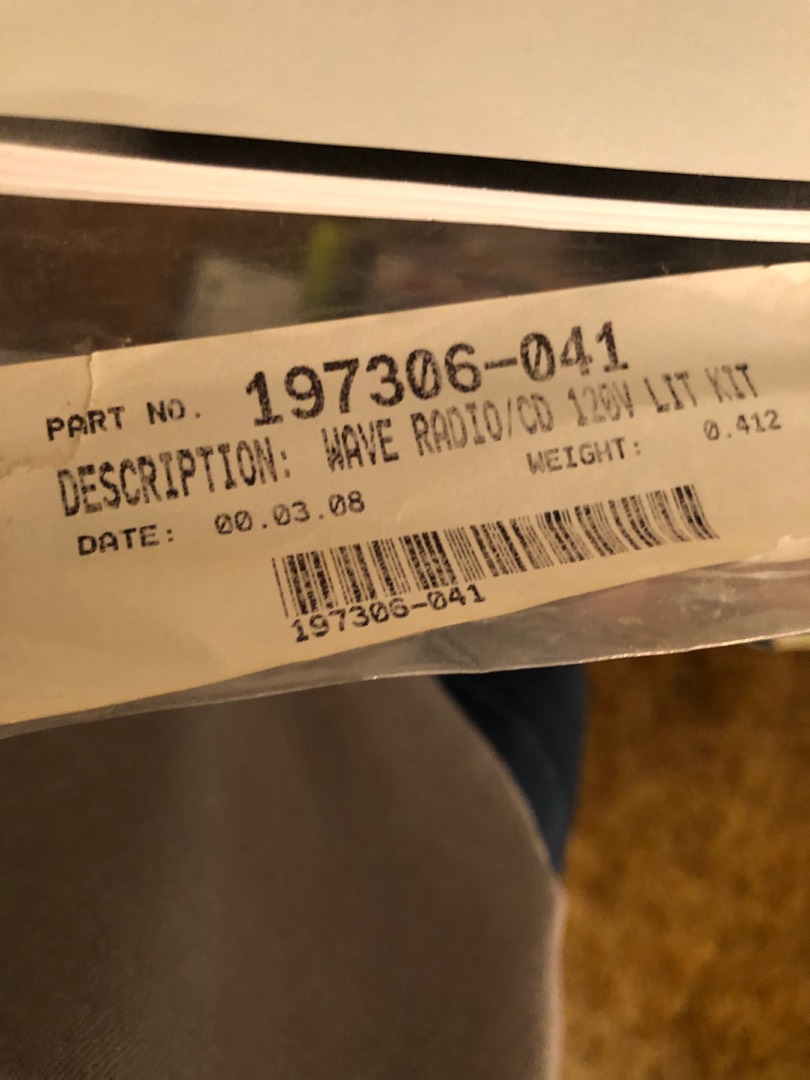 PART NO. 197306-041
DESCRIPTION: WAVE RADIO/CD 120V LIT KIT
DATE: 00.03.08 WEIGHT: 0.412
197306-041